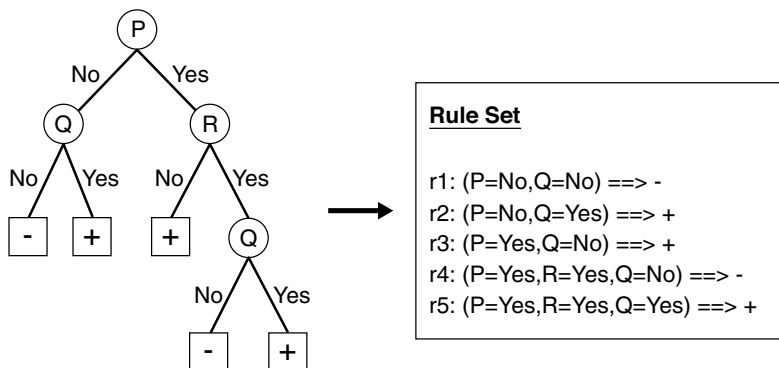 P
No Yes
Q R
No Yes No Yes
- + + Q
No Yes
- +
Rule Set
r1: (P=No,Q=No) ==> -
r2: (P=No,Q=Yes) ==> +
r3: (P=Yes,Q=No) ==> +
r4: (P=Yes,R=Yes,Q=No) ==> -
r5: (P=Yes,R=Yes,Q=Yes) ==> +